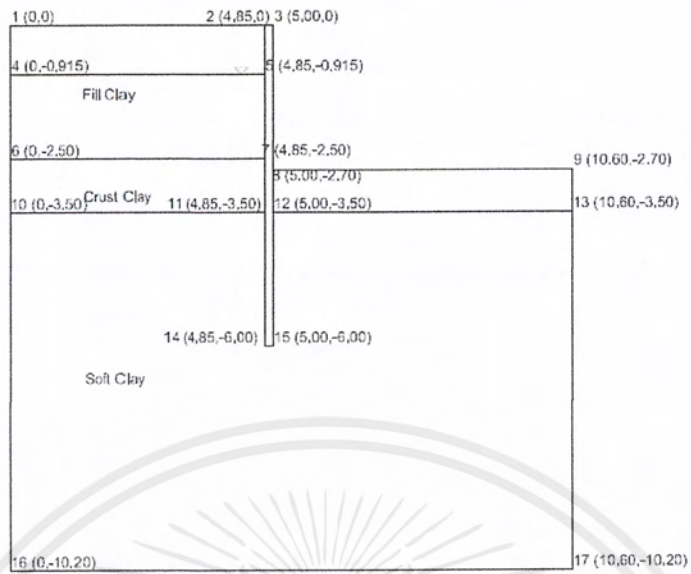 1 (0,0)
2 (4,85,0) 3 (5,00,0)
4 (0,-0,915)
5 (4,85,-0,915)
Fill Clay
6 (0,-2,50)
7 (4,85,-2,50)
9 (10,60,-2,70)
8 (5,00,-2,70)
Crust Clay
10 (0,-3,50)
11 (4,85,-3,50) 12 (5,00,-3,50)
13 (10,60,-3,50)
14 (4,85,-6,00) 15 (5,00,-6,00)
Soft Clay
16 (0,-10,20)
17 (10,60,-10,20)